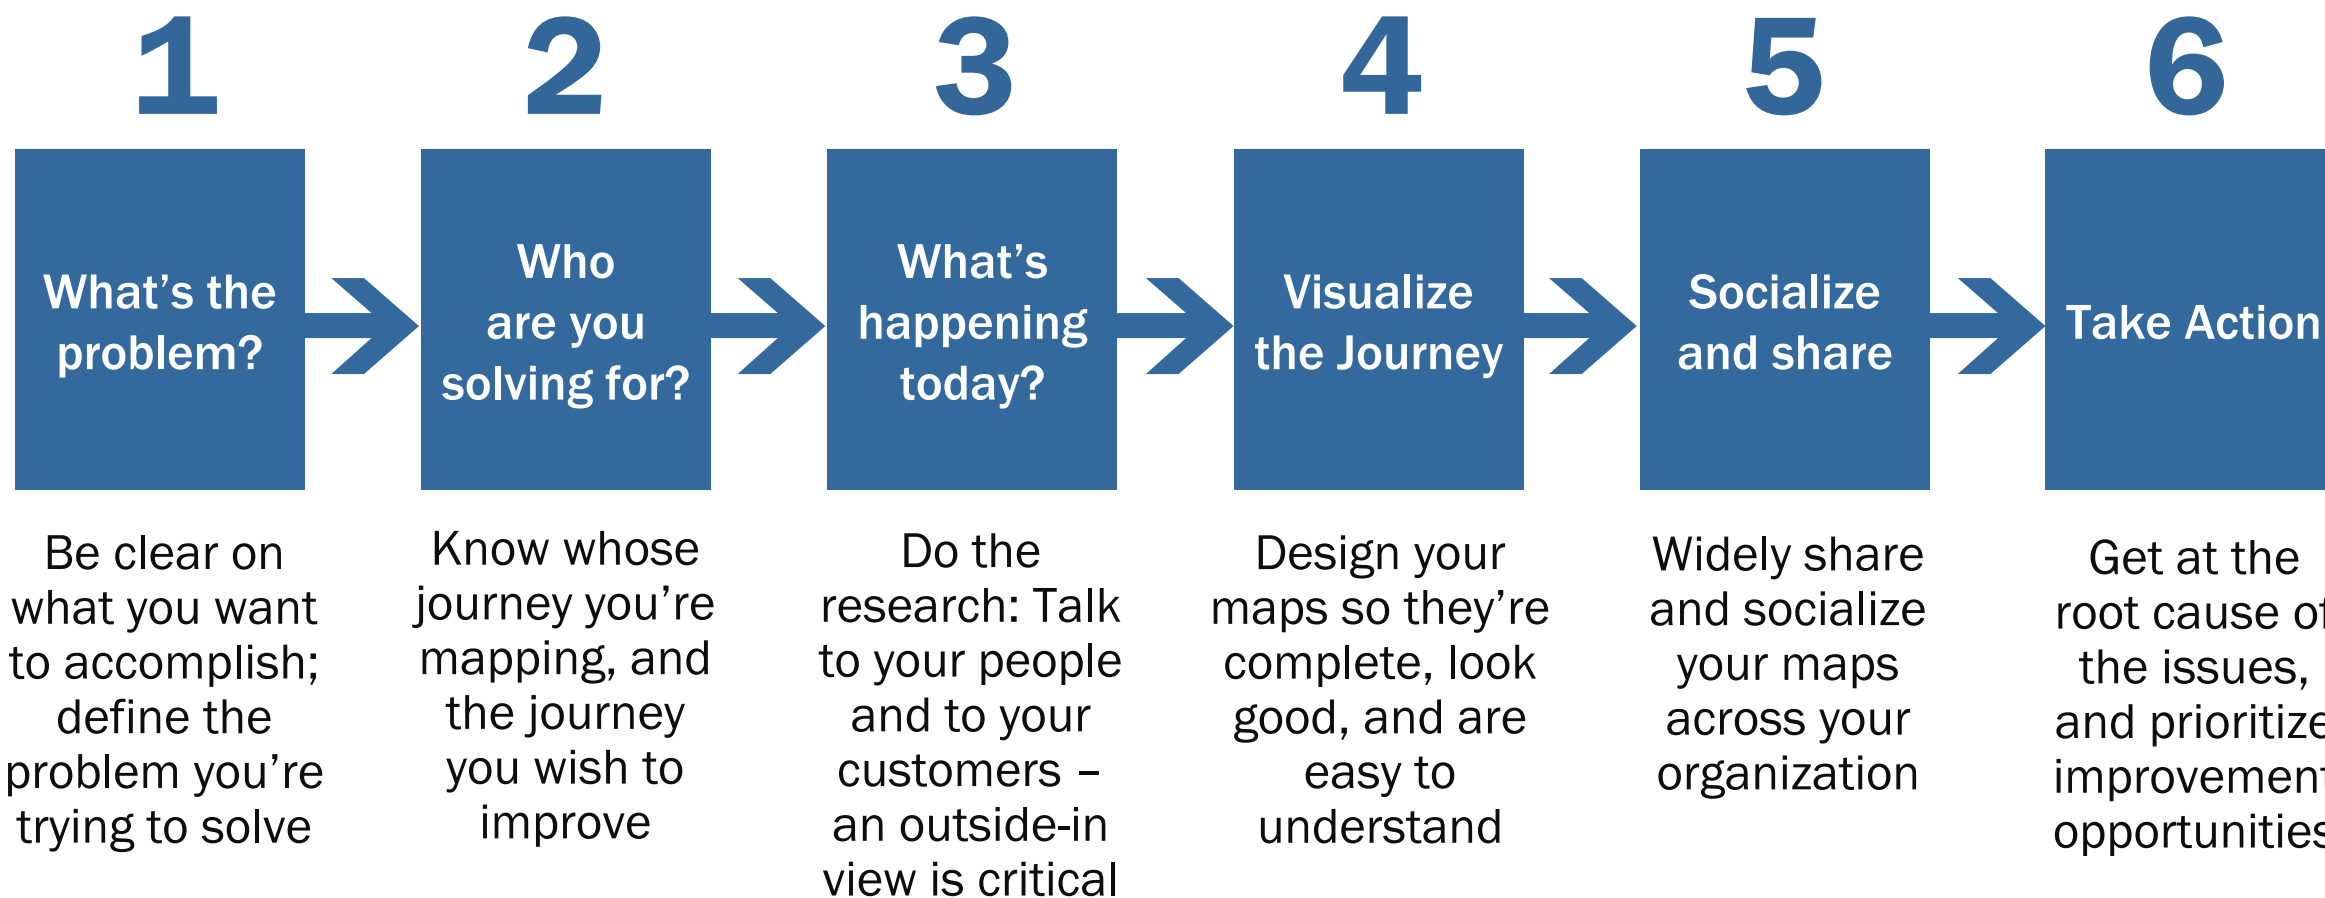 1
What's the
problem?
Be clear on
what you want
to accomplish;
define the
problem you're
trying to solve
2
Who
are you
solving for?
Know whose
journey you're
mapping, and
the journey
you wish to
improve
3
What's
happening
today?
Do the
research: Talk
to your people
and to your
customers –
an outside-in
view is critical
4
Visualize
the Journey
Design your
maps so they're
complete, look
good, and are
easy to
understand
5
Socialize
and share
Widely share
and socialize
your maps
across your
organization
6
Take Action
Get at the
root cause of
the issues,
and prioritize
improvement
opportunities